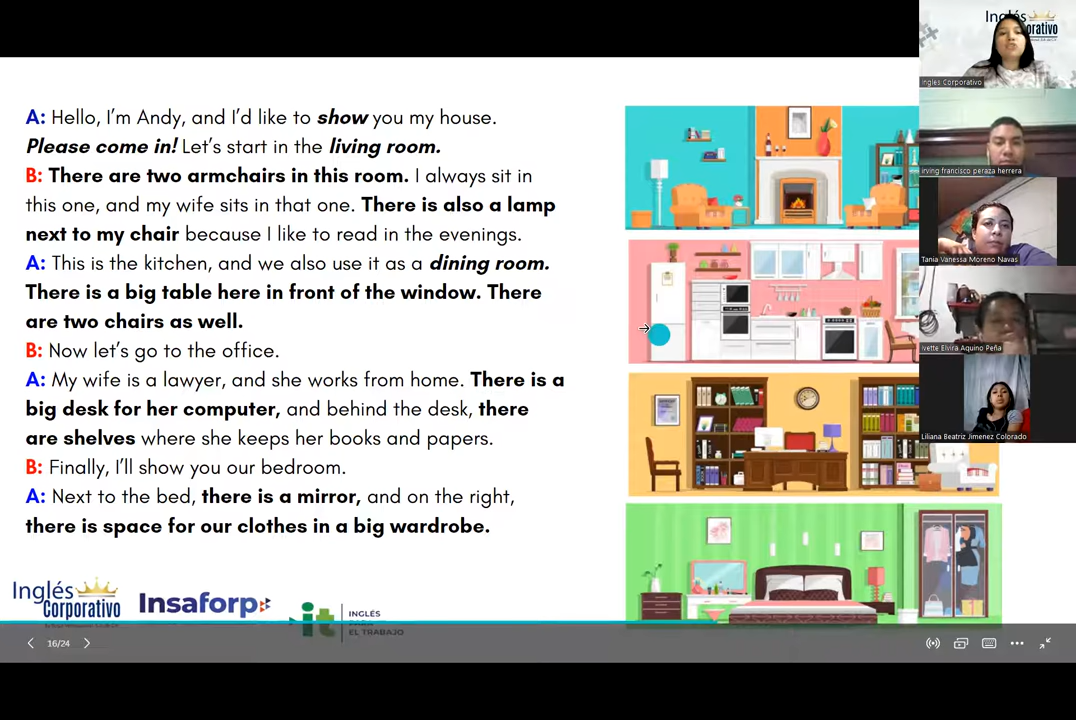 A: Hello, I'm Andy, and I'd like to show you my house.
Please come in! Let's start in the living room.
B: There are two armchairs in this room. I always sit in
this one, and my wife sits in that one. There is also a lamp
next to my chair because I like to read in the evenings.
A: This is the kitchen, and we also use it as a dining room.
There is a big table here in front of the window. There
are two chairs as well.
B: Now let's go to the office.
A: My wife is a lawyer, and she works from home. There is a
big desk for her computer, and behind the desk, there
are shelves where she keeps her books and papers.
B: Finally, I'll show you our bedroom.
A: Next to the bed, there is a mirror, and on the right,
there is space for our clothes in a big wardrobe.
Inglés
Corporativo
Insaforp
it
INGLÉS
PARA
EL TRABAJO
16/24
Inglés Corporativo
irving francisco peraza herrera
Tania Vanessa Moreno Navas
Ivette Elvira Aquino Peña
Liliana Beatriz Jimenez Colorado